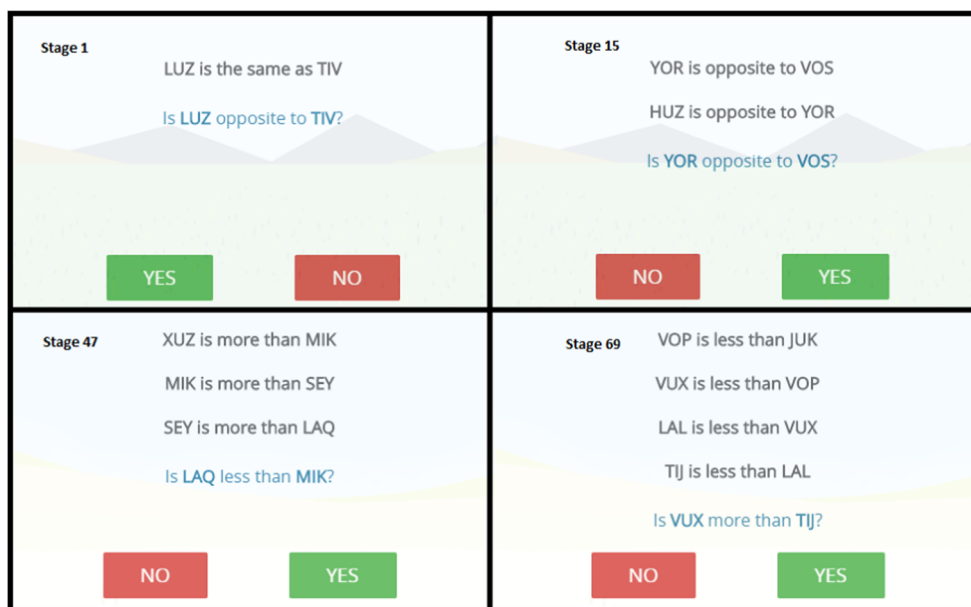 Stage 1
LUZ is the same as TIV
Is LUZ opposite to TIV?
YES
NO
Stage 15
YOR is opposite to VOS
HUZ is opposite to YOR
Is YOR opposite to VOS?
NO
YES
Stage 47
XUZ is more than MIK
MIK is more than SEY
SEY is more than LAQ
Is LAQ less than MIK?
NO
YES
Stage 69
VOP is less than JUK
VUX is less than VOP
LAL is less than VUX
TIJ is less than LAL
Is VUX more than TIJ?
NO
YES